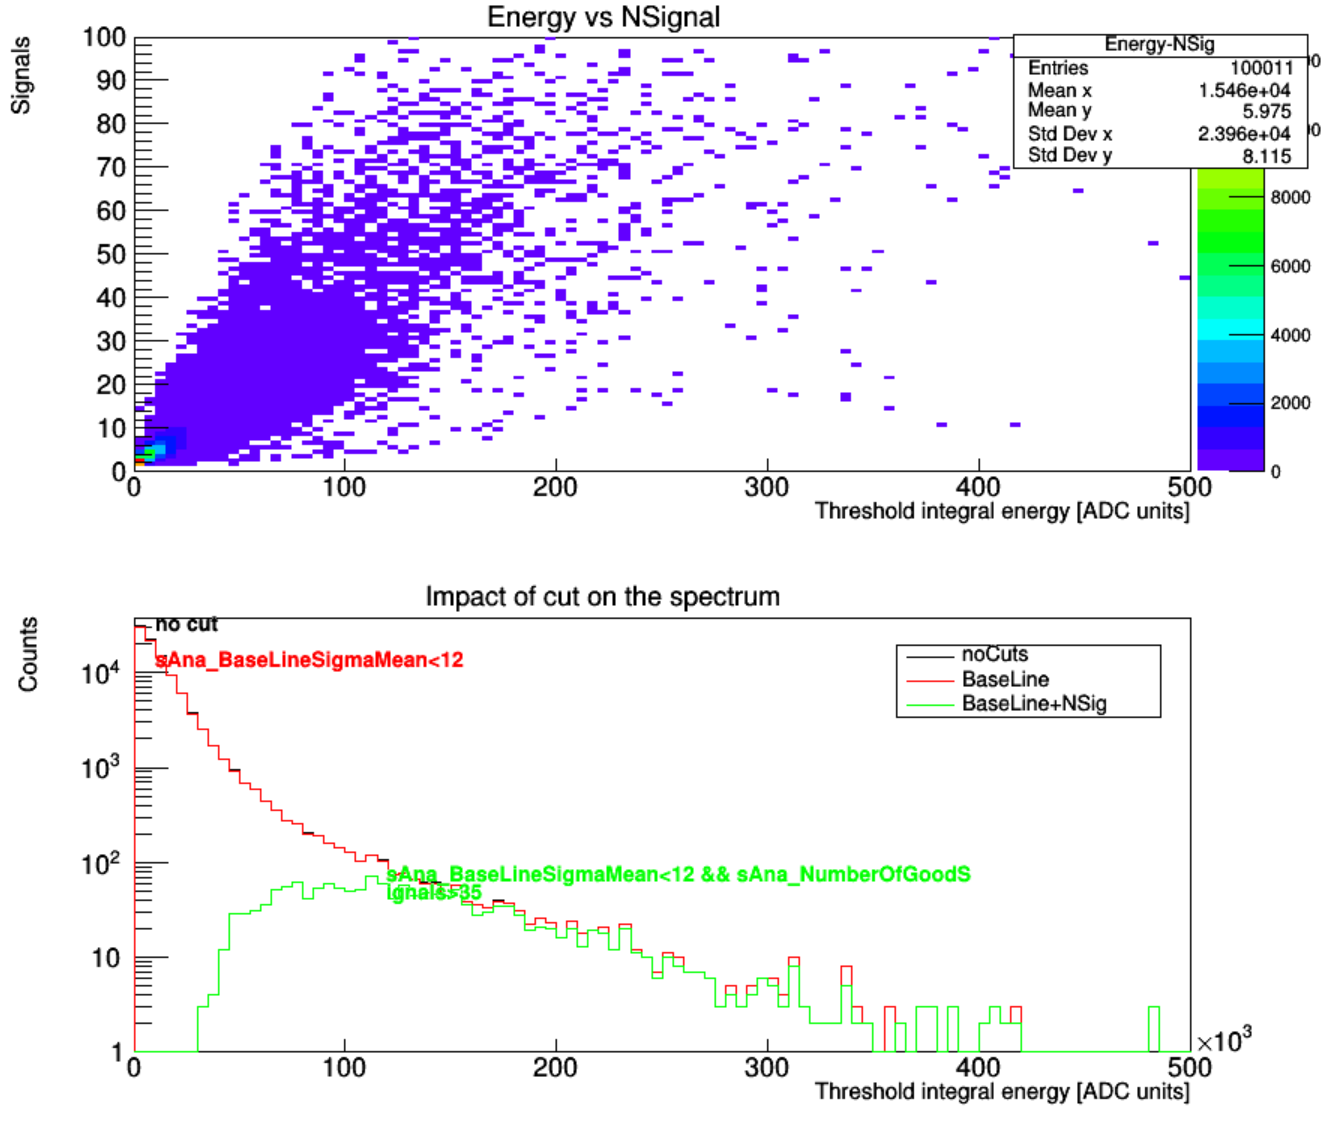 Energy vs NSignal
Signals
100
90
80
70
60
50
40
30
20
10
0
0
100
200
300
400
500
Threshold integral energy [ADC units]
Energy-NSig
Entries 100011
Mean x 1.546e+04
Mean y 5.975
Std Dev x 2.396e+04
Std Dev y 8.115
8000
6000
4000
2000
0
Impact of cut on the spectrum
Counts
10⁴
10³
10²
10
1
no cut
sAna_BaseLineSigmaMean<12
sAna_BaseLineSigmaMean<12 && sAna_NumberOfGoodS
ignals>35
noCuts
BaseLine
BaseLine+NSig
0
100
200
300
400
500
×10³
Threshold integral energy [ADC units]